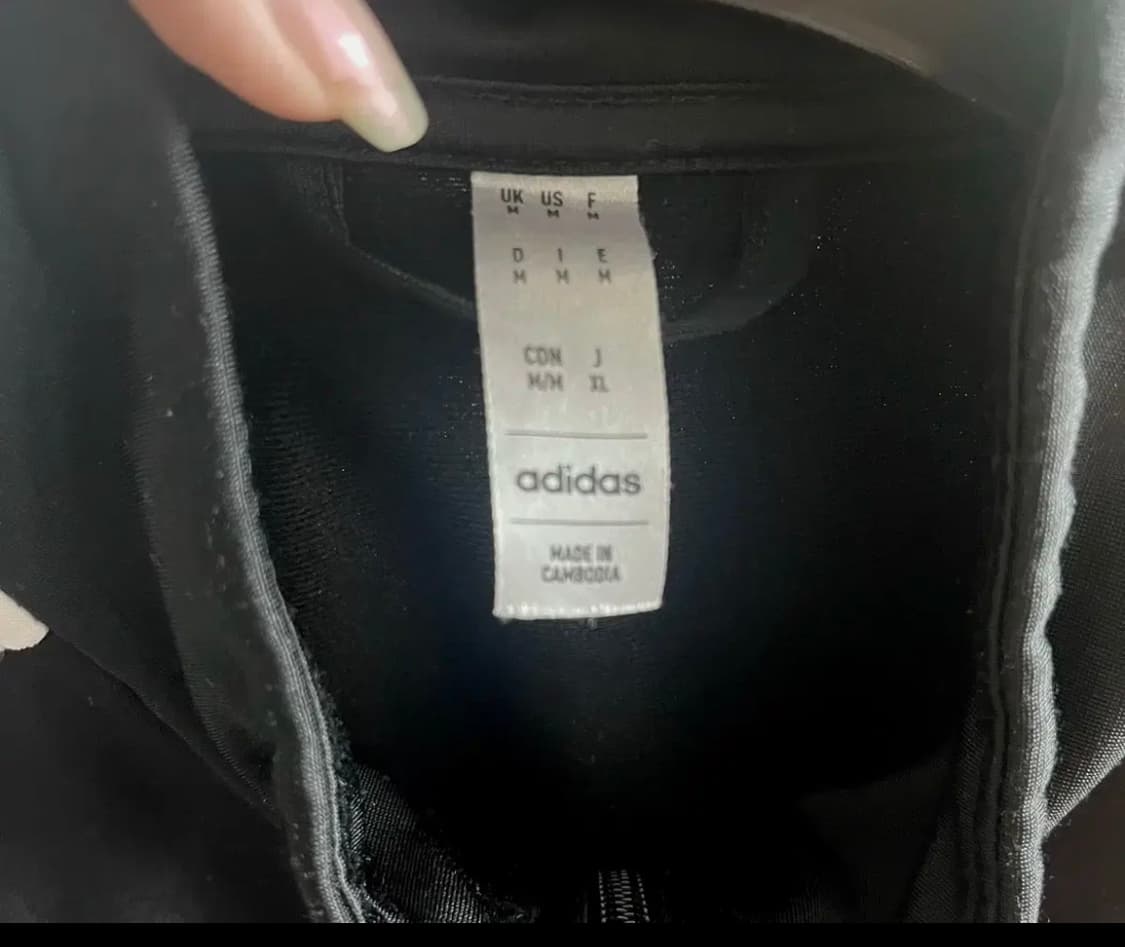 UK US F
M M M
D I E
M M M
CDN J
M/M XL
adidas
MADE IN
CAMBODIA